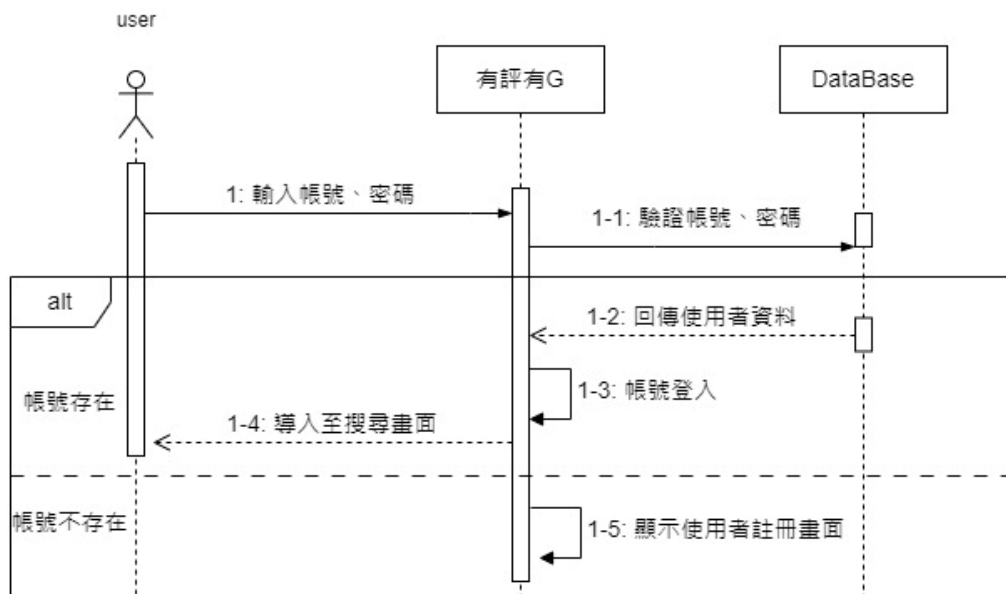 user
有評有G
DataBase
1: 輸入帳號、密碼
1-1: 驗證帳號、密碼
alt
1-2: 回傳使用者資料
帳號存在
1-3: 帳號登入
1-4: 導入至搜尋畫面
帳號不存在
1-5: 顯示使用者註冊畫面